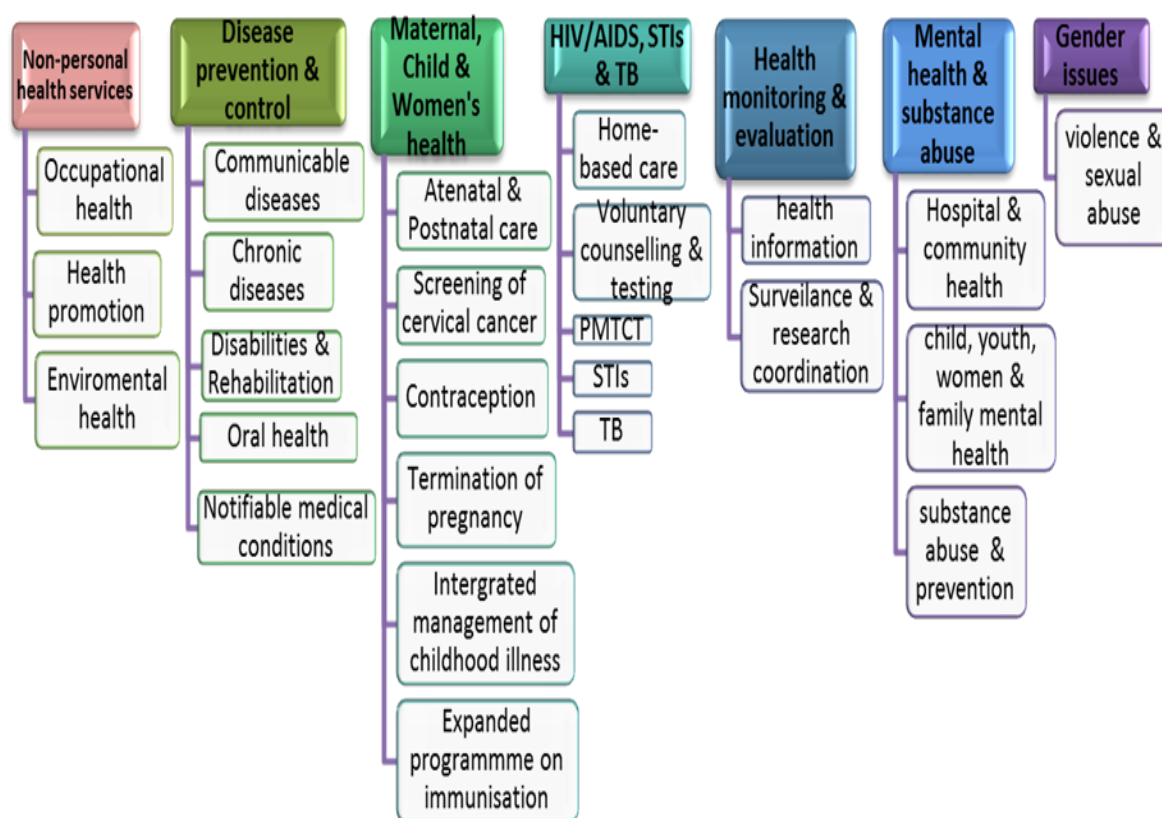 Non-personal
health services
Occupational
health
Health
promotion
Enviromental
health
Disease
prevention &
control
Communicable
diseases
Chronic
diseases
Disabilities &
Rehabilitation
Oral health
Notifiable medical
conditions
Maternal,
Child &
Women's
health
Atenatal &
Postnatal care
Screening of
cervical cancer
Contraception
Termination of
pregnancy
Intergrated
management of
childhood illness
Expanded
programmme on
immunisation
HIV/AIDS, STIs
& TB
Home-
based care
Voluntary
counselling &
testing
PMTCT
STIs
TB
Health
monitoring &
evaluation
health
information
Surveilance &
research
coordination
Mental
health &
substance
abuse
Hospital &
community
health
child, youth,
women &
family mental
health
substance
abuse &
prevention
Gender
issues
violence &
sexual
abuse